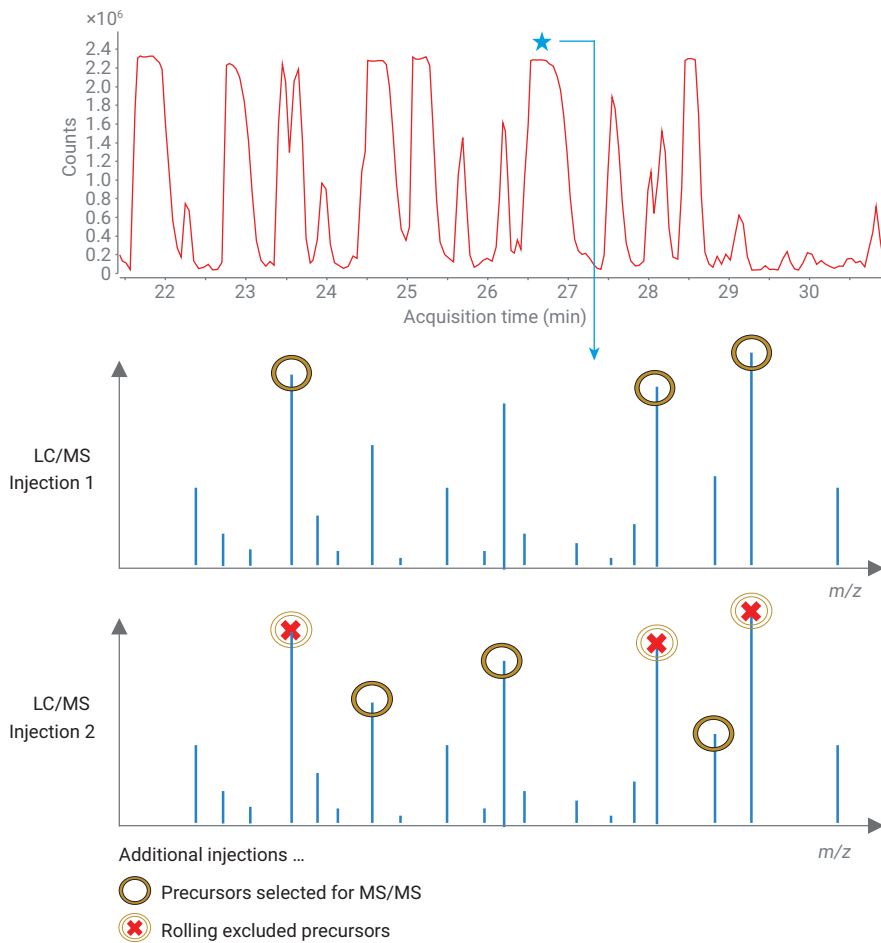 ×10⁶
2.4
2.2
2.0
1.8
1.6
1.4
1.2
1.0
0.8
0.6
0.4
0.2
0
Counts
22 23 24 25 26 27 28 29 30
Acquisition time (min)
LC/MS
Injection 1
m/z
LC/MS
Injection 2
m/z
Additional injections ...
Precursors selected for MS/MS
Rolling excluded precursors